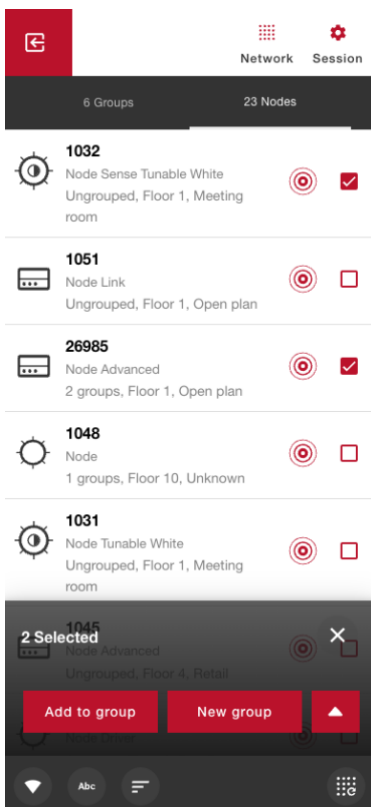 Network Session
6 Groups 23 Nodes
1032
Node Sense Tunable White
Ungrouped, Floor 1, Meeting
room
1051
Node Link
Ungrouped, Floor 1, Open plan
26985
Node Advanced
2 groups, Floor 1, Open plan
1048
Node
1 groups, Floor 10, Unknown
1031
Node Tunable White
Ungrouped, Floor 1, Meeting
room
1045
2 Selected
Node Advanced
Ungrouped, Floor 4, Retail
Add to group New group
Node Driver
Abc